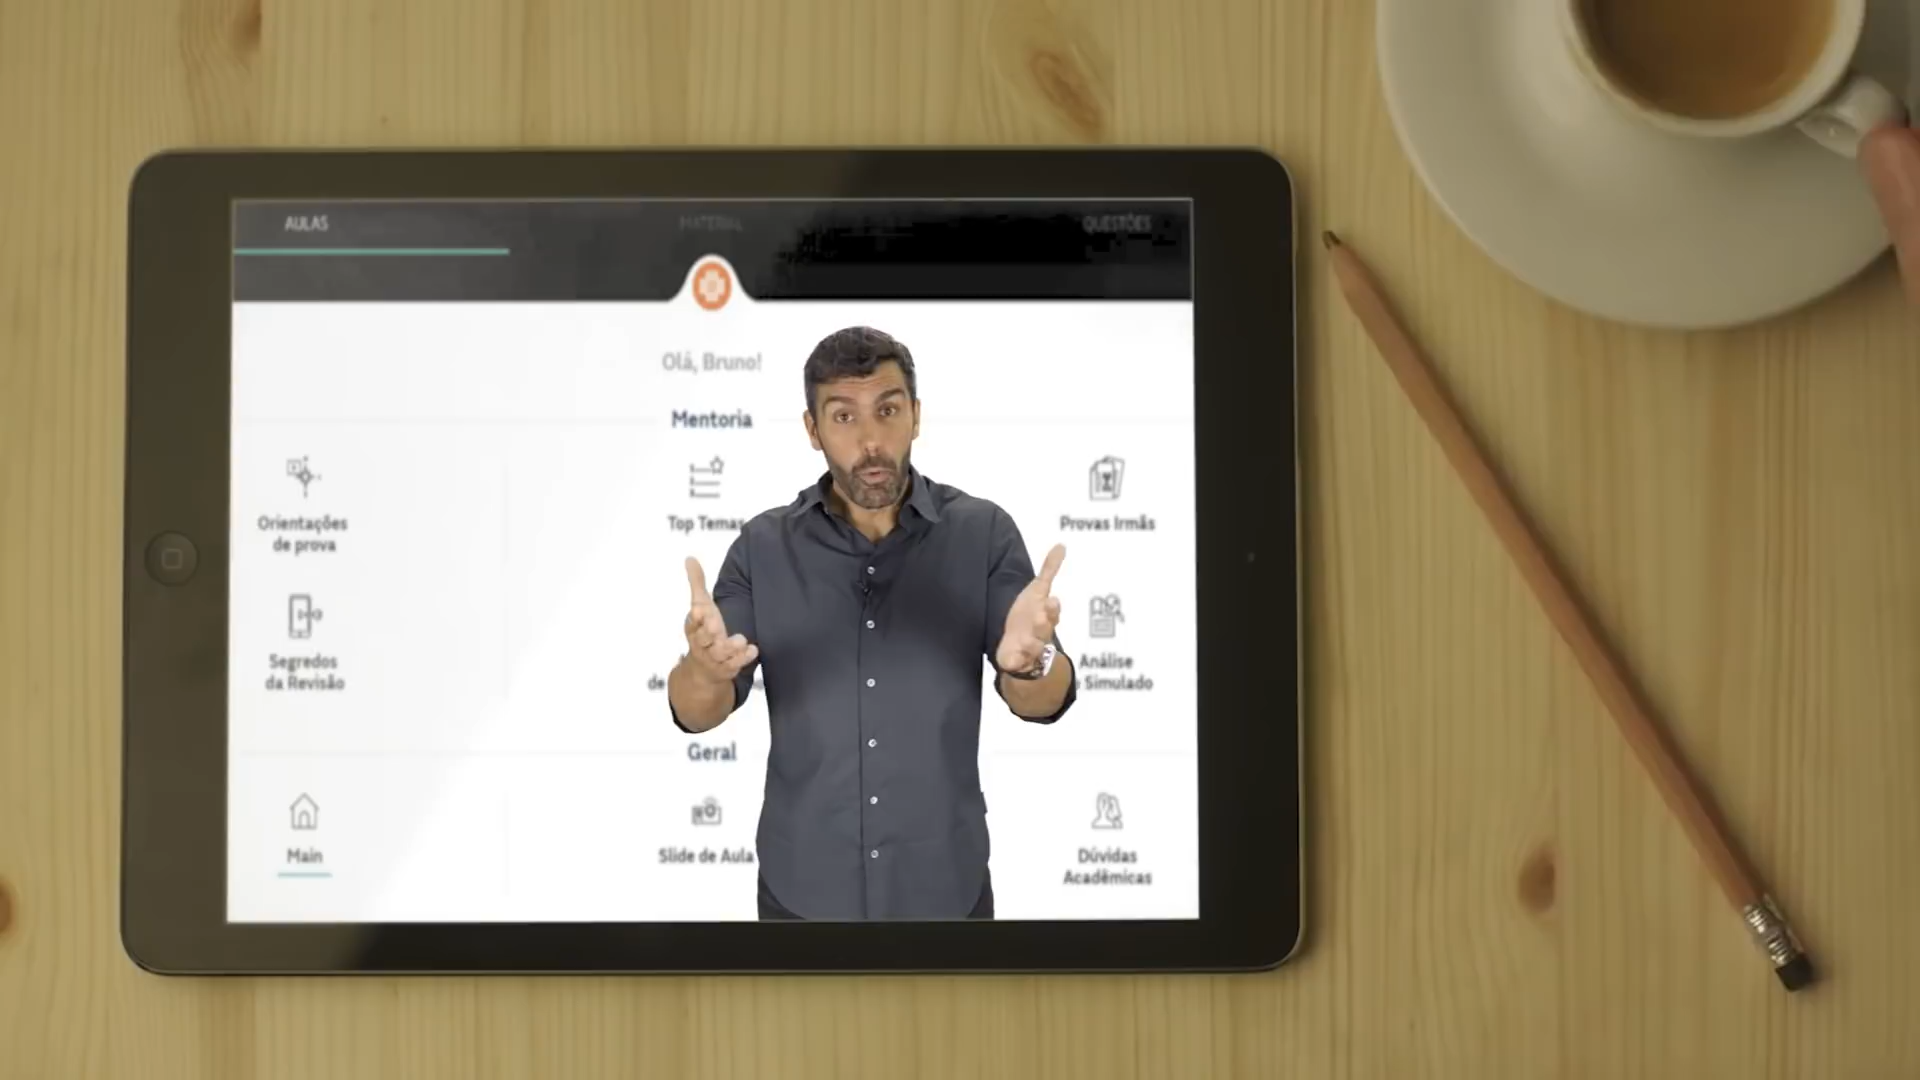 AULAS
MATERIAL
QUESTÕES
Olá, Bruno!
Mentoria
Orientações
de prova
Top Temas
Provas Irmãs
Segredos
da Revisão
de
Análise
Simulado
Geral
Main
Slide de Aula
Dúvidas
Acadêmicas